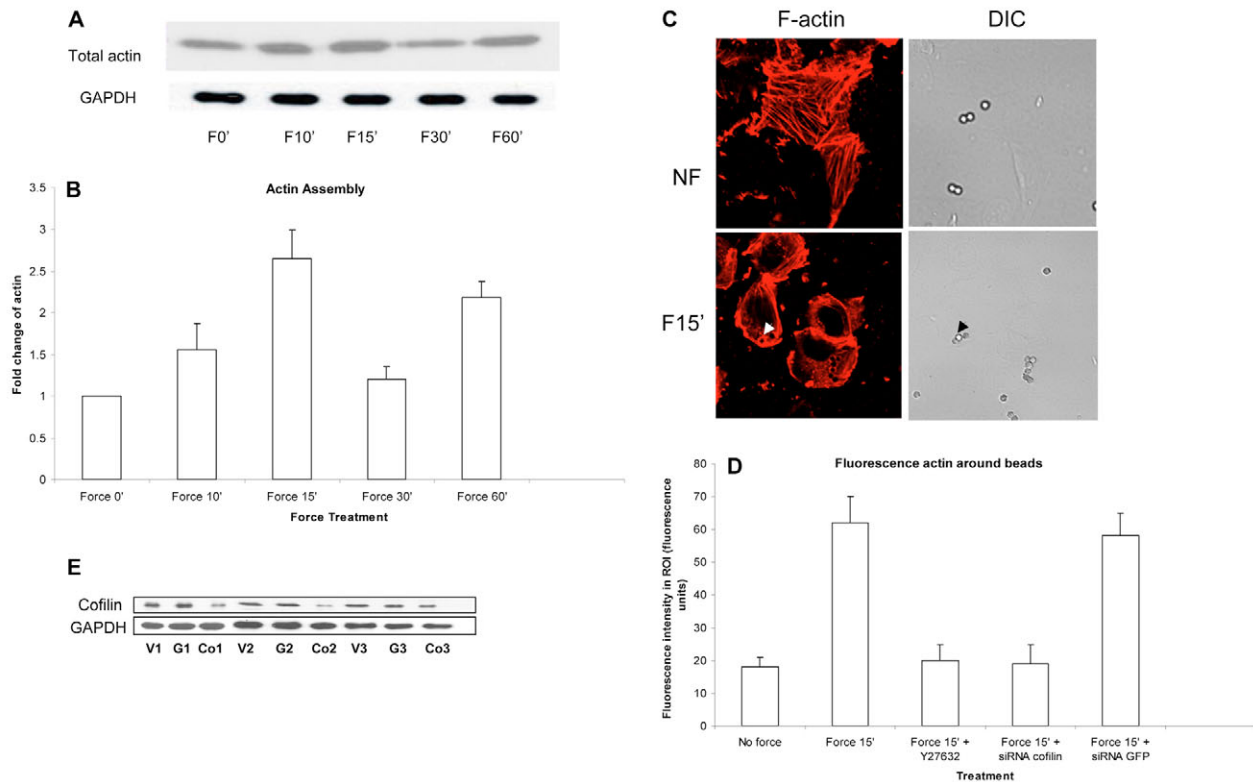 A
Total actin
GAPDH
F0' F10' F15' F30' F60'
B
Actin Assembly
Fold change of actin
3.5
3
2.5
2
1.5
1
0.5
0
Force 0' Force 10' Force 15' Force 30' Force 60'
Force Treatment
C
F-actin DIC
NF
F15'
D
Fluorescence actin around beads
Fluorescence intensity in ROI (fluorescence
units)
80
70
60
50
40
30
20
10
0
No force Force 15' Force 15' + Force 15' + Force 15' +
Y27632 siRNA cofilin siRNA GFP
Treatment
E
Cofilin
GAPDH
V1 G1 Co1 V2 G2 Co2 V3 G3 Co3